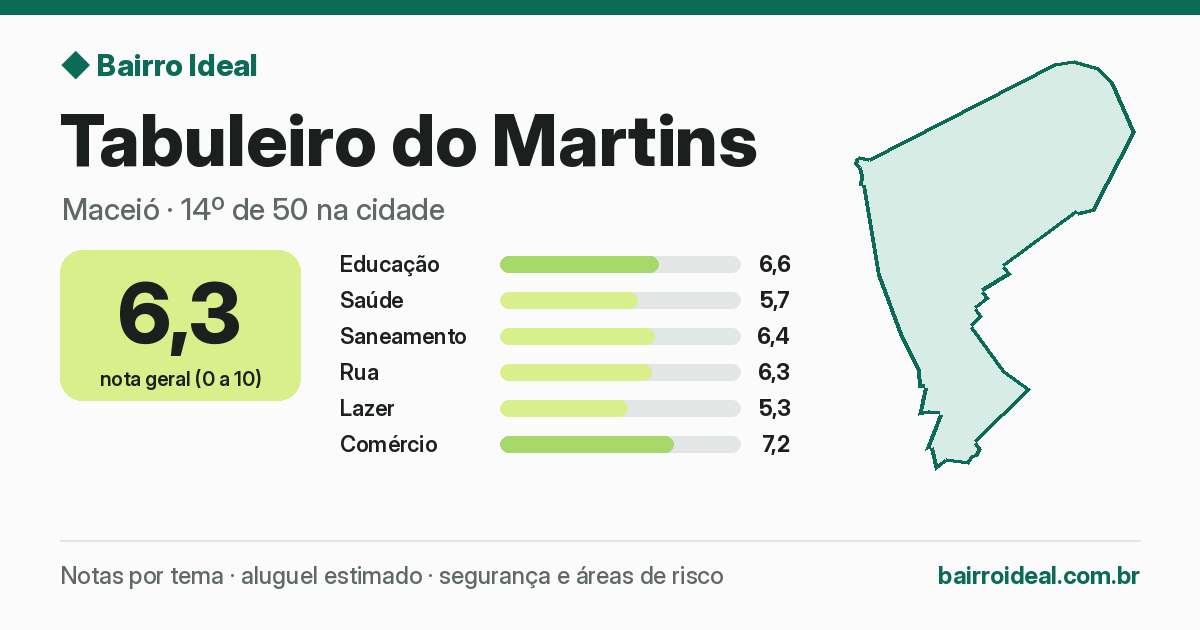 Bairro Ideal
Tabuleiro do Martins
Maceió · 14º de 50 na cidade
6,3
nota geral (0 a 10)
Educação 6,6
Saúde 5,7
Saneamento 6,4
Rua 6,3
Lazer 5,3
Comércio 7,2
Notas por tema · aluguel estimado · segurança e áreas de risco
bairroideal.com.br